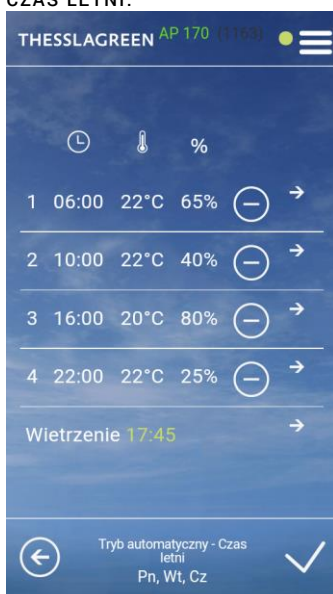 CZAS LETNI:
THESSLAGREEN AP 170 (1163)
%
1 06:00 22°C 65%
2 10:00 22°C 40%
3 16:00 20°C 80%
4 22:00 22°C 25%
Wietrzenie 17:45
Tryb automatyczny - Czas
letni
Pn, Wt, Cz